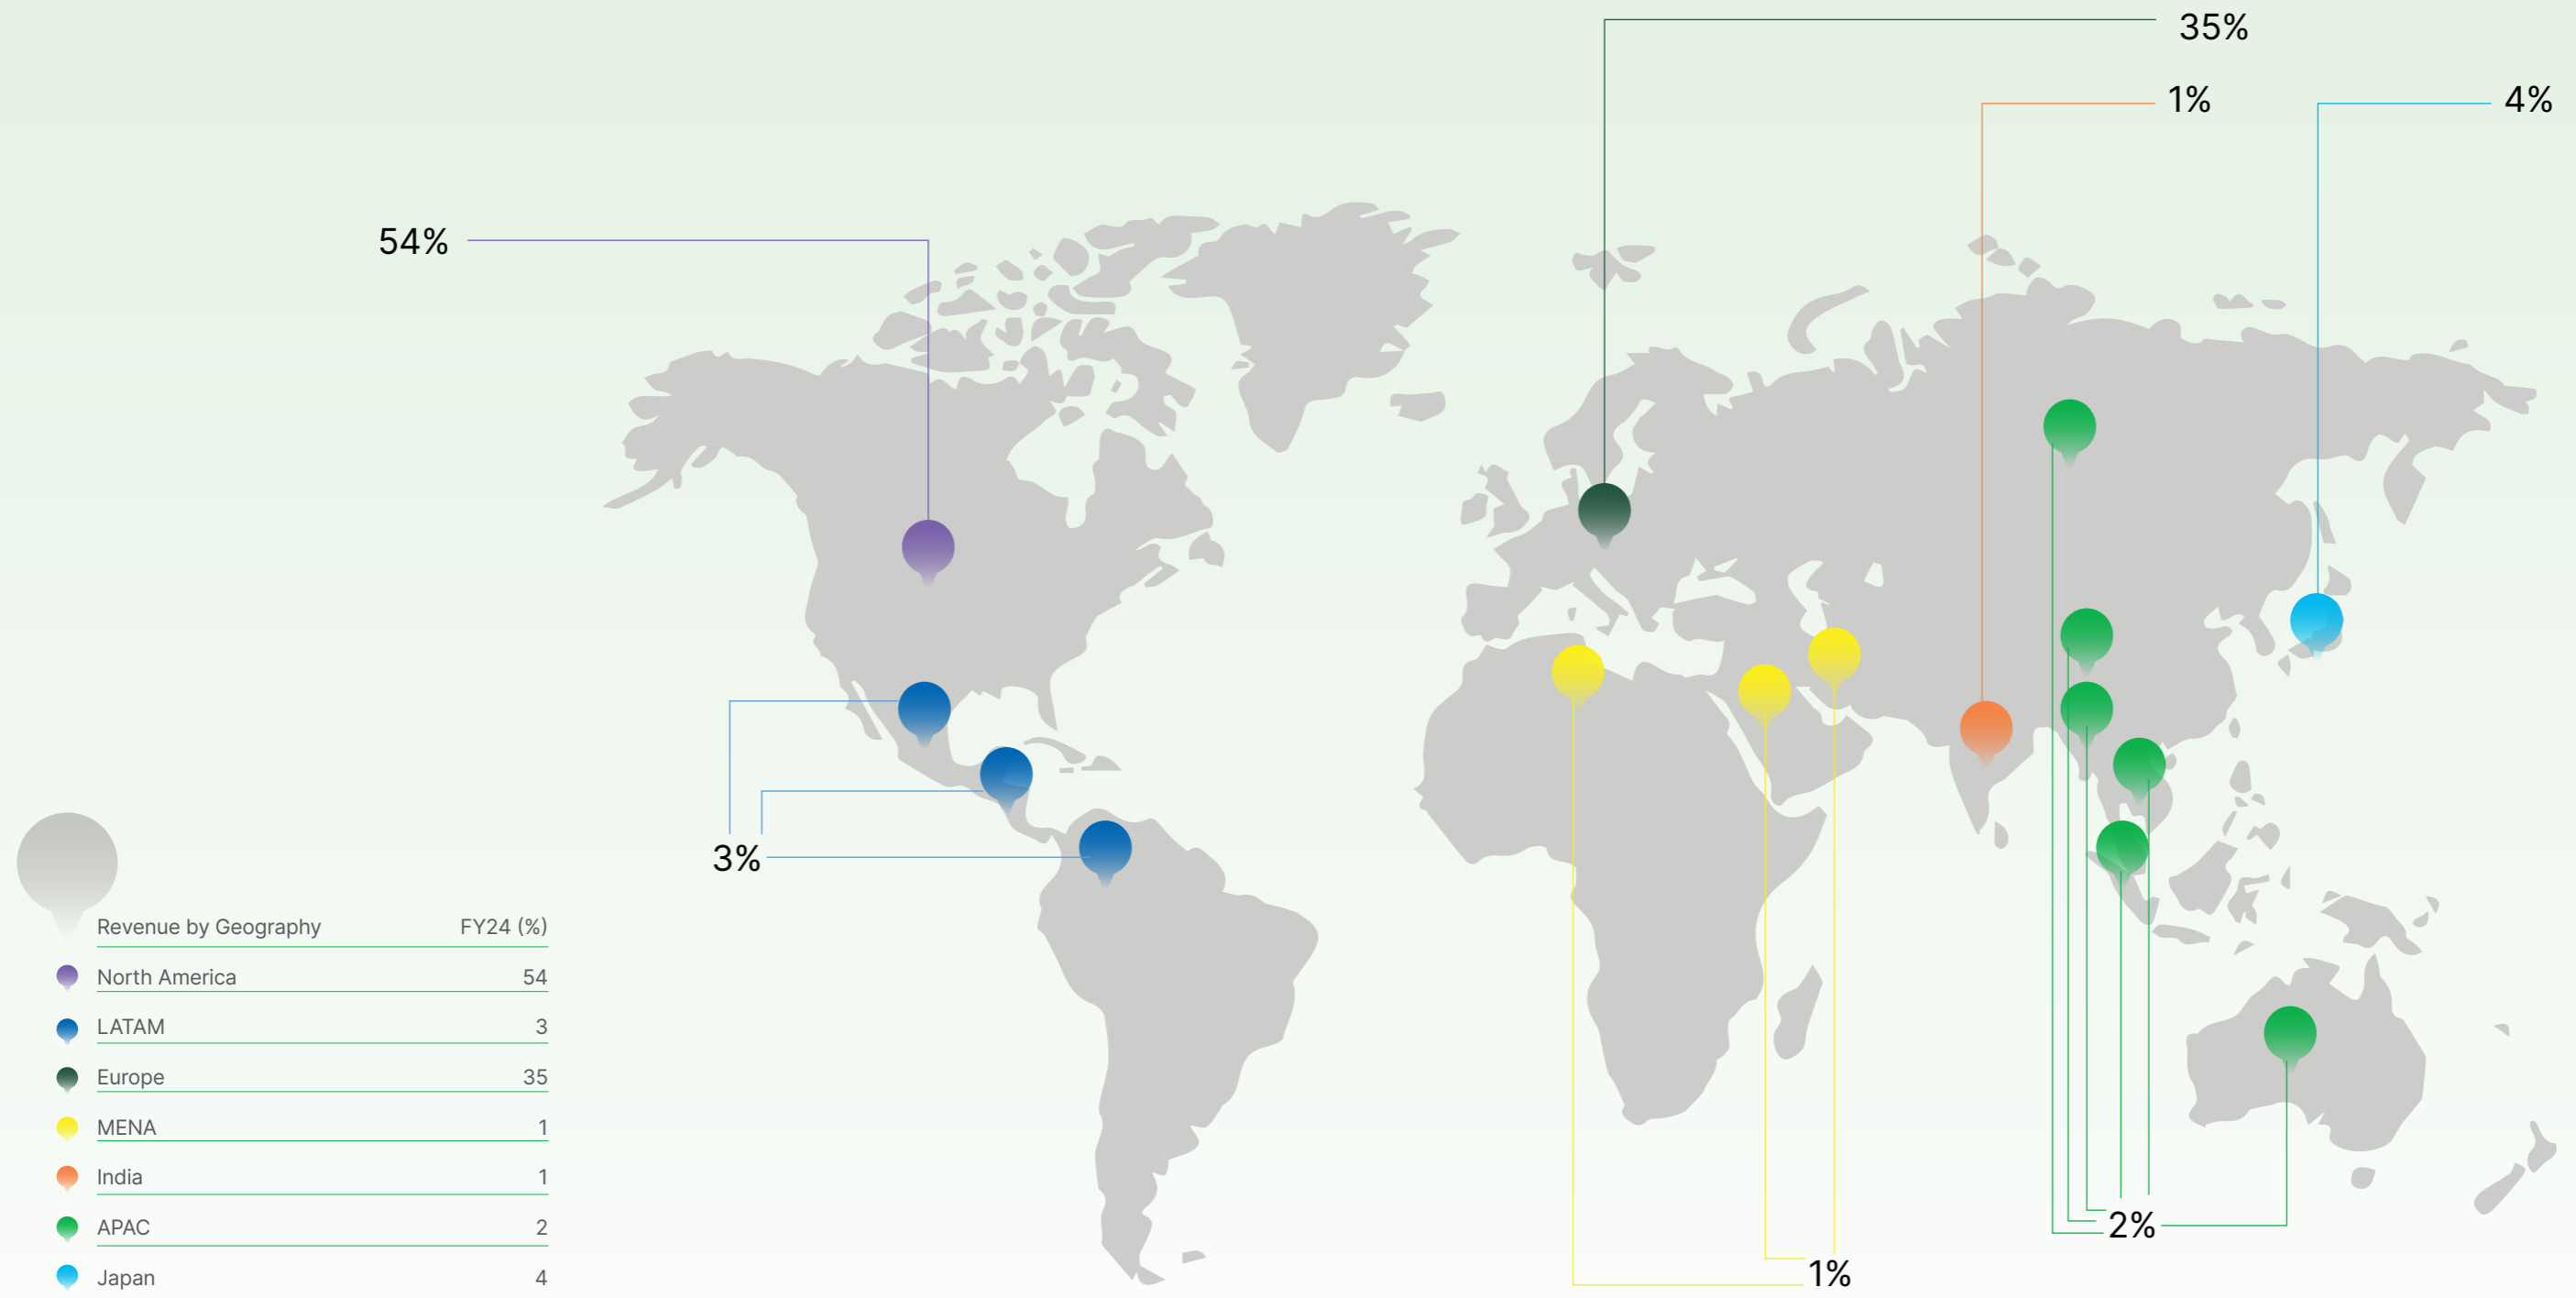 35%
1%
4%
54%
3%
Revenue by Geography FY24 (%)
North America 54
LATAM 3
Europe 35
MENA 1
India 1
APAC 2
Japan 4
2%
1%